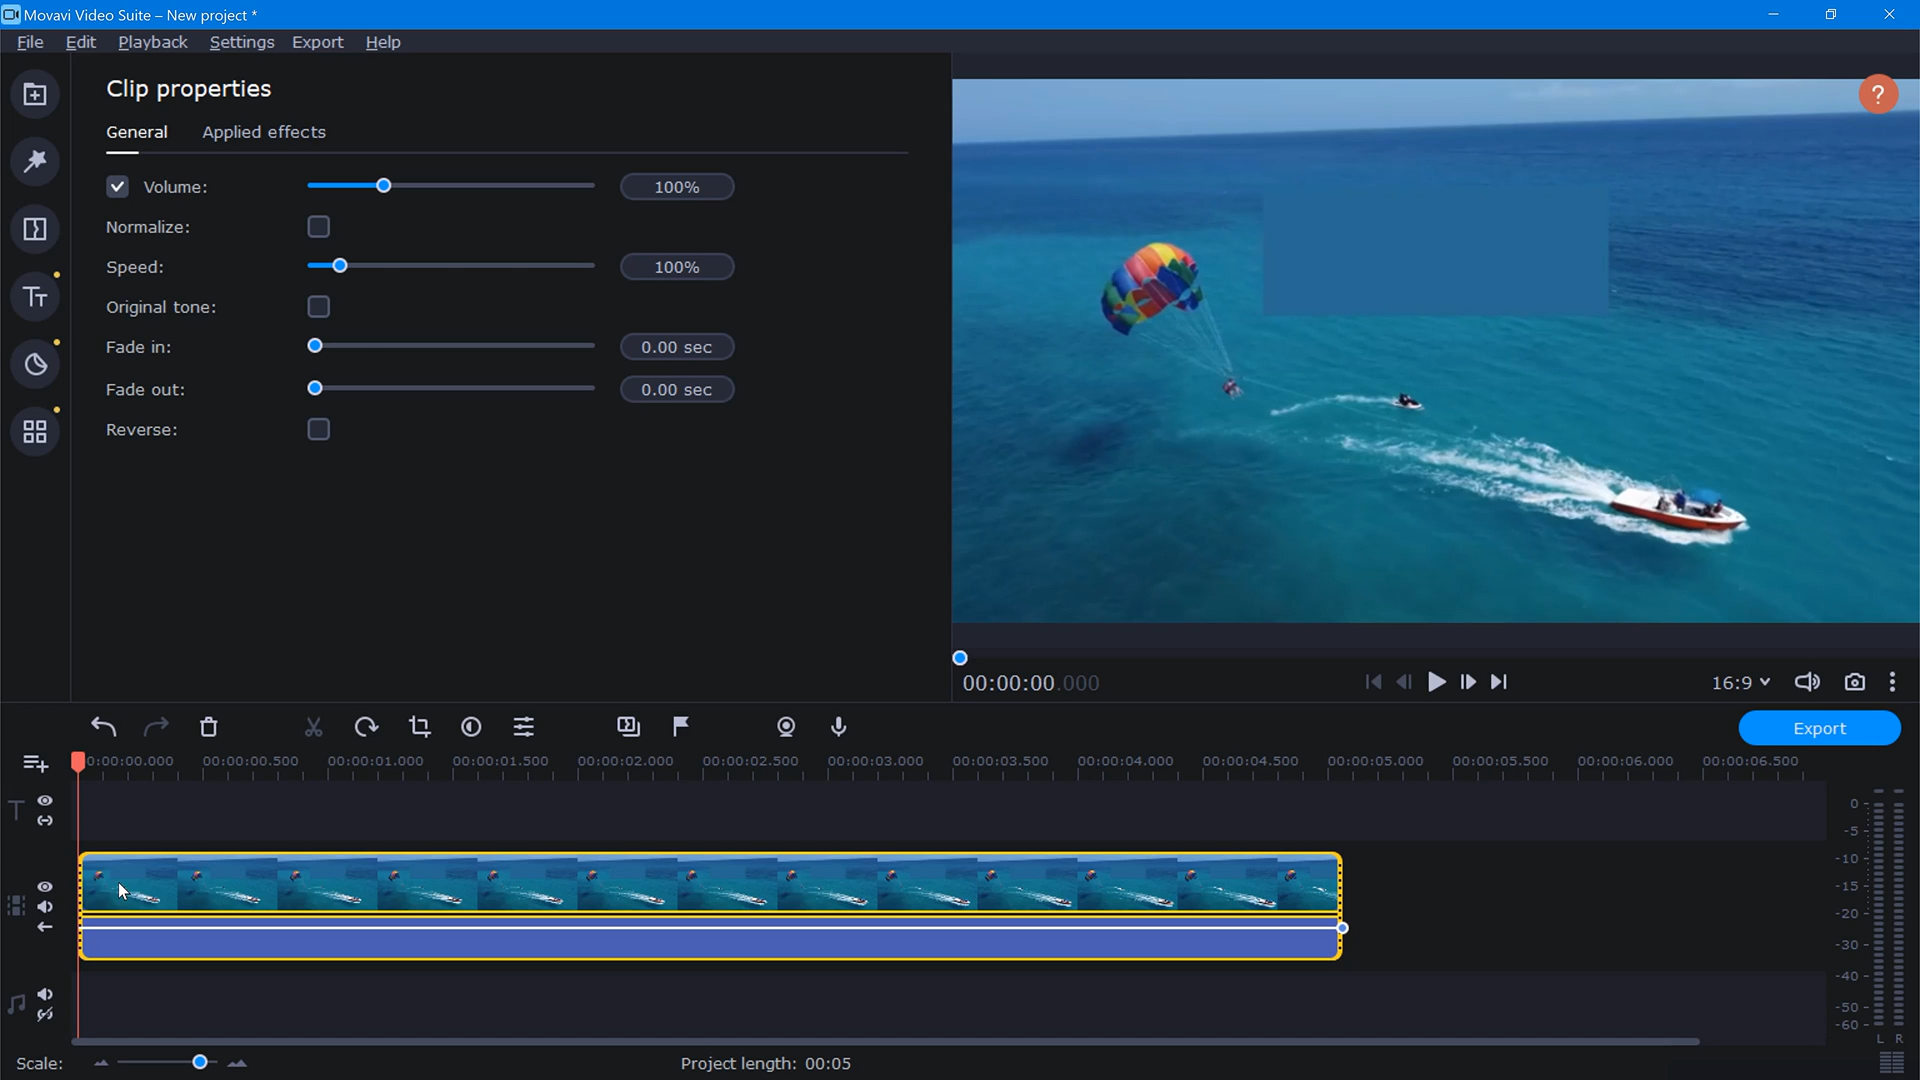 Movavi Video Suite – New project *
File Edit Playback Settings Export Help
Clip properties
General Applied effects
Volume: 100%
Normalize:
Speed: 100%
Original tone:
Fade in: 0.00 sec
Fade out: 0.00 sec
Reverse:
?
00:00:00.000
16:9
Export
0:00:00.000 00:00:00.500 00:00:01.000 00:00:01.500 00:00:02.000 00:00:02.500 00:00:03.000 00:00:03.500 00:00:04.000 00:00:04.500 00:00:05.000 00:00:05.500 00:00:06.000 00:00:06.500
0
-5
-10
-15
-20
-30
-40
-50
-60
L R
Scale:
Project length: 00:05